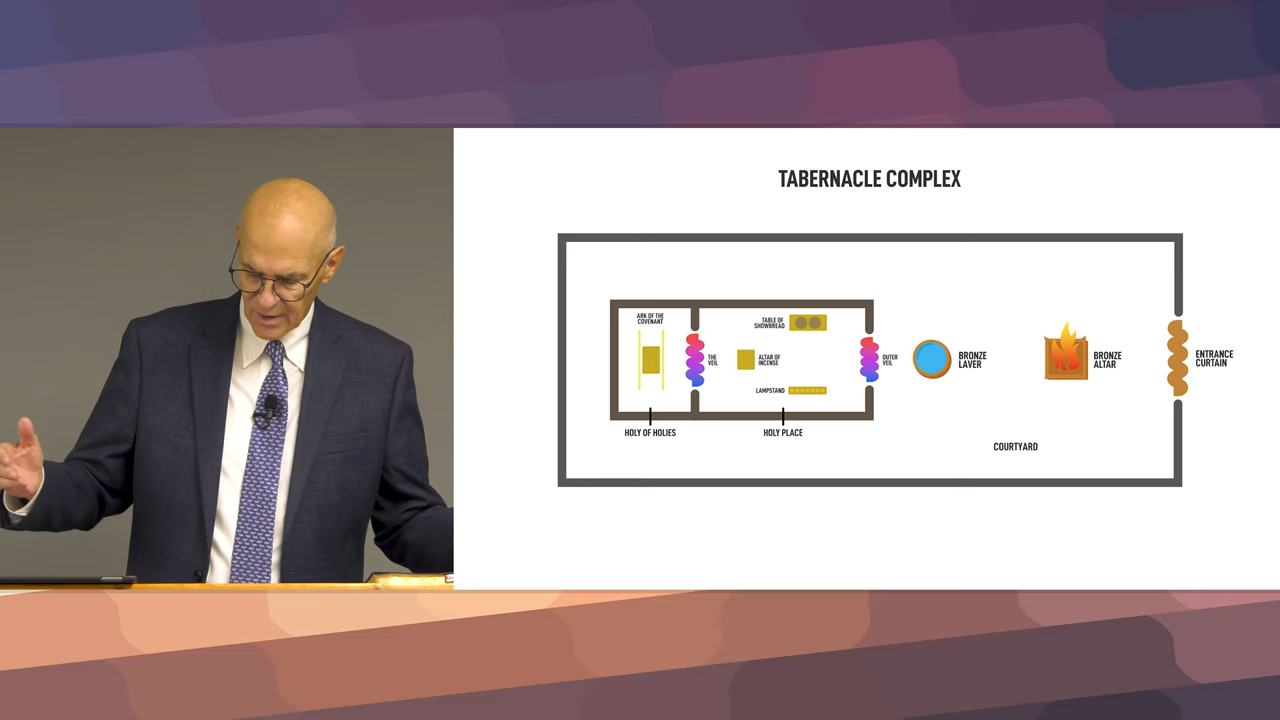 TABERNACLE COMPLEX
ARK OF THE
COVENANT
TABLE OF
SHOWBREAD
THE
VEIL
ALTAR OF
INCENSE
OUTER
VEIL
BRONZE
LAVER
BRONZE
ALTAR
ENTRANCE
CURTAIN
LAMPSTAND
HOLY OF HOLIES
HOLY PLACE
COURTYARD